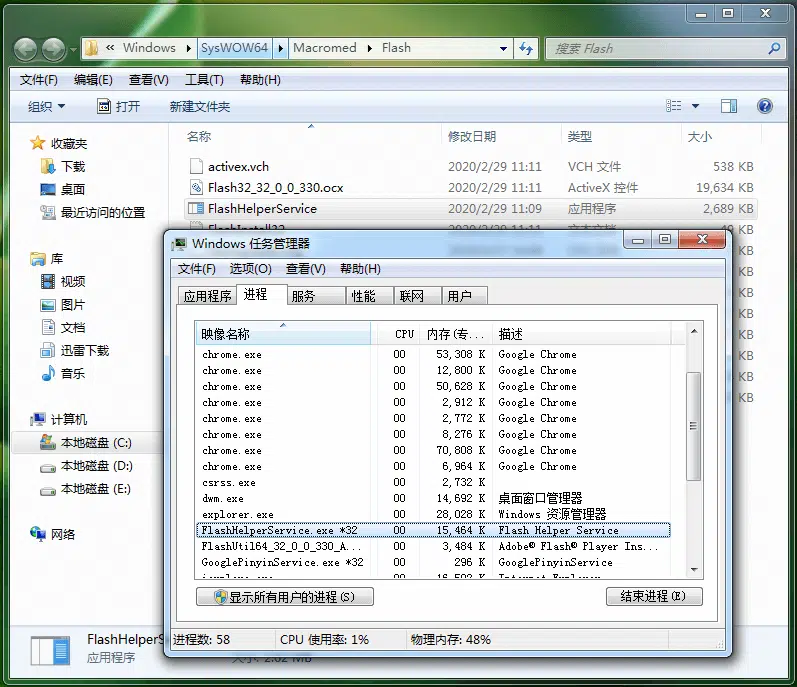 « Windows ▸ SysWOW64 ▸ Macromed ▸ Flash
搜索 Flash
文件(F) 编辑(E) 查看(V) 工具(T) 帮助(H)
组织 打开 新建文件夹
名称 修改日期 类型 大小
收藏夹
下载
桌面
最近访问的位置
库
视频
图片
文档
迅雷下载
音乐
计算机
本地磁盘 (C:)
本地磁盘 (D:)
本地磁盘 (E:)
网络
activex.vch 2020/2/29 11:11 VCH 文件 538 KB
Flash32_32_0_0_330.ocx 2020/2/29 11:11 ActiveX 控件 19,634 KB
FlashHelperService 2020/2/29 11:09 应用程序 2,689 KB
KB
KB
KB
KB
KB
KB
KB
Windows 任务管理器
文件(F) 选项(O) 查看(V) 帮助(H)
应用程序 进程 服务 性能 联网 用户
映像名称 CPU 内存(专... 描述
chrome.exe 00 53,308 K Google Chrome
chrome.exe 00 12,800 K Google Chrome
chrome.exe 00 50,628 K Google Chrome
chrome.exe 00 2,912 K Google Chrome
chrome.exe 00 2,772 K Google Chrome
chrome.exe 00 8,276 K Google Chrome
chrome.exe 00 70,808 K Google Chrome
chrome.exe 00 6,964 K Google Chrome
csrss.exe 00 2,732 K
dwm.exe 00 14,692 K 桌面窗口管理器
explorer.exe 00 28,028 K Windows 资源管理器
FlashHelperService.exe *32 00 15,464 K Flash Helper Service
FlashUtil64_32_0_0_330_A... 00 3,484 K Adobe® Flash® Player Ins...
GooglePinyinService.exe *32 00 296 K GooglePinyinService
显示所有用户的进程(S) 结束进程(E)
进程数: 58 CPU 使用率: 1% 物理内存: 48%
FlashHelperS
应用程序